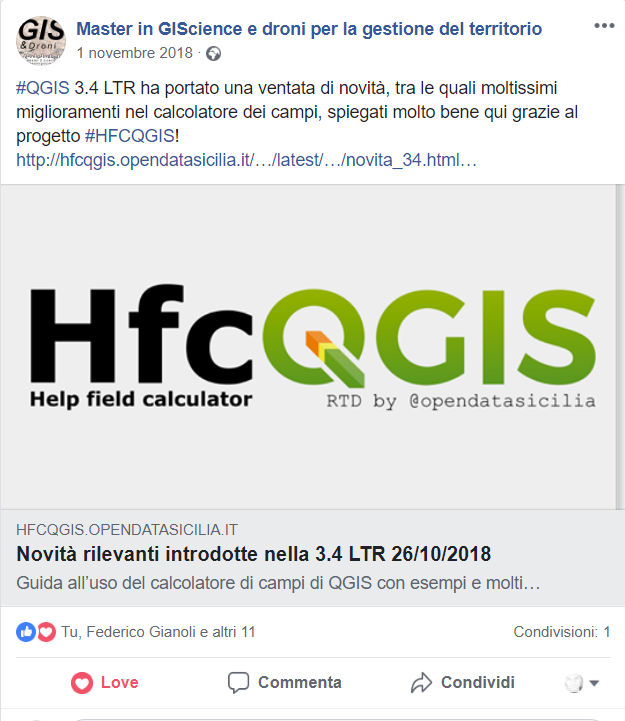 GIS
& Droni
Master in GIScience e droni per la gestione del territorio
1 novembre 2018 ·
#QGIS 3.4 LTR ha portato una ventata di novità, tra le quali moltissimi
miglioramenti nel calcolatore dei campi, spiegati molto bene qui grazie al
progetto #HFCQGIS!
http://hfcqgis.opendatasicilia.it/…/latest/…/novita_34.html…
HfcQGIS
Help field calculator
RTD by @opendatasicilia
HFCQGIS.OPENDATASICILIA.IT
Novità rilevanti introdotte nella 3.4 LTR 26/10/2018
Guida all'uso del calcolatore di campi di QGIS con esempi e molti…
Tu, Federico Gianoli e altri 11
Condivisioni: 1
Love
Commenta
Condividi